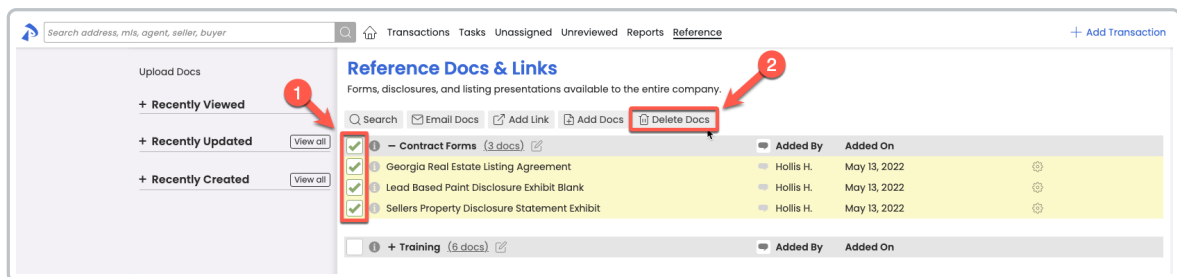 Search address, mls, agent, seller, buyer
Transactions Tasks Unassigned Unreviewed Reports Reference
+ Add Transaction
Upload Docs
+ Recently Viewed
+ Recently Updated View all
+ Recently Created View all
Reference Docs & Links
Forms, disclosures, and listing presentations available to the entire company.
1
2
Search Email Docs Add Link Add Docs Delete Docs
− Contract Forms (3 docs) Added By Added On
Georgia Real Estate Listing Agreement Hollis H. May 13, 2022
Lead Based Paint Disclosure Exhibit Blank Hollis H. May 13, 2022
Sellers Property Disclosure Statement Exhibit Hollis H. May 13, 2022
+ Training (6 docs) Added By Added On